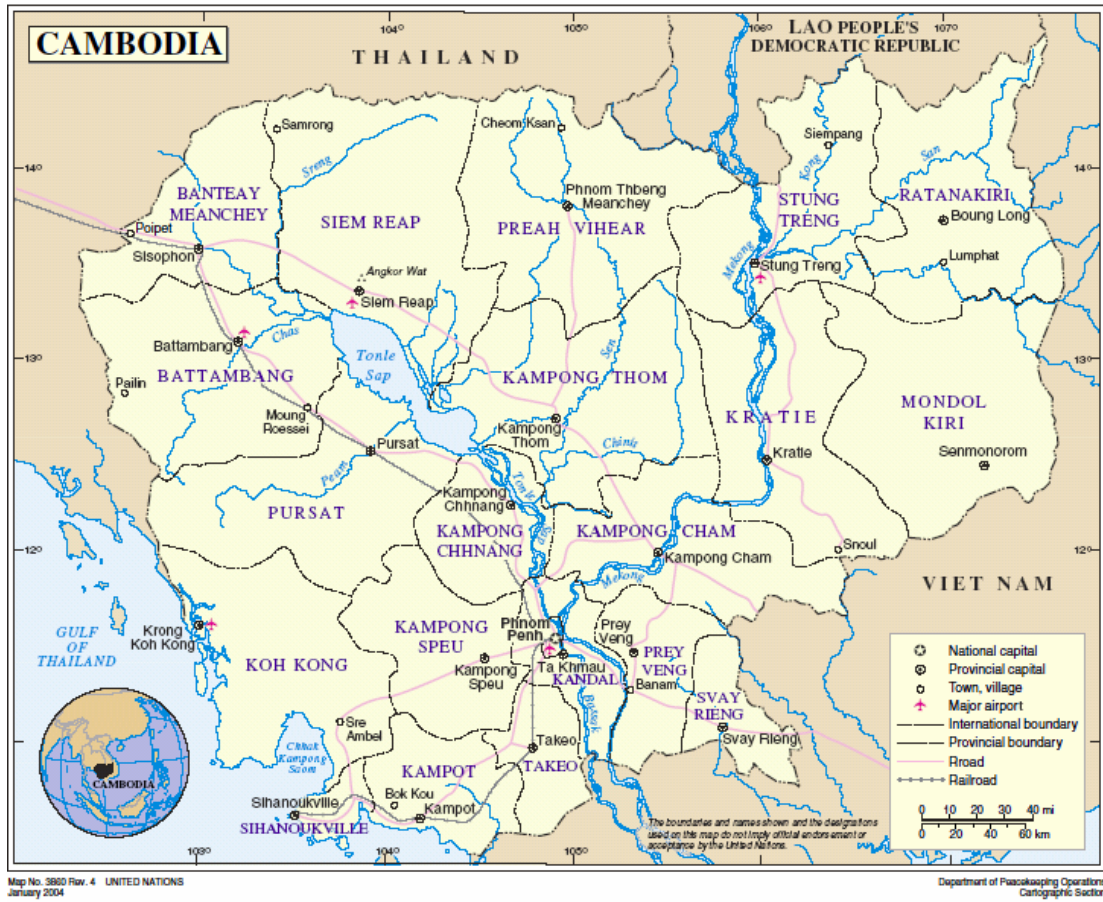 CAMBODIA
104°
105°
106°
107°
LAO PEOPLE'S
DEMOCRATIC REPUBLIC
THAILAND
Samrong
Cheom Ksan
Siempang
Sreng
Kong
San
14°
14°
BANTEAY
MEANCHEY
Phnom Thbeng
Meanchey
STUNG
TRENG
RATANAKIRI
SIEM REAP
PREAH VIHEAR
Boung Long
Poipet
Sisophon
Mekong
Stung Treng
Lumphat
Angkor Wat
Siem Reap
Chas
Battambang
Sen
13°
13°
Tonle
Sap
BATTAMBANG
Pailin
KAMPONG THOM
MONDOL
KIRI
Moung
Roessei
KRATIE
Kampong
Thom
Pursat
Chinit
Kratie
Senmonorom
Peam
Tonle
Kampong
Chhnang
PURSAT
KAMPONG
CHHNANG
KAMPONG CHAM
Snoul
12°
12°
Kampong Cham
Mekong
VIET NAM
GULF
OF
THAILAND
Krong
Koh Kong
KAMPONG
SPEU
Phnom
Penh
Prey
Veng
KOH KONG
Kampong
Speu
Ta Khmau
KANDAL
PREY
VENG
Banam
SVAY
RIENG
Bassak
Sre
Ambel
Takeo
Svay Rieng
Chhak
Kampong
Saom
KAMPOT
TAKEO
Bok Kou
Sihanoukville
Kampot
SIHANOUKVILLE
CAMBODIA
National capital
Provincial capital
Town, village
Major airport
International boundary
Provincial boundary
Rroad
Railroad
0 10 20 30 40 mi
0 20 40 60 km
The boundaries and names shown and the designations
used on this map do not imply official endorsement or
acceptance by the United Nations.
103°
104°
105°
Map No. 3860 Rev. 4 UNITED NATIONS
January 2004
Department of Peacekeeping Operations
Cartographic Section